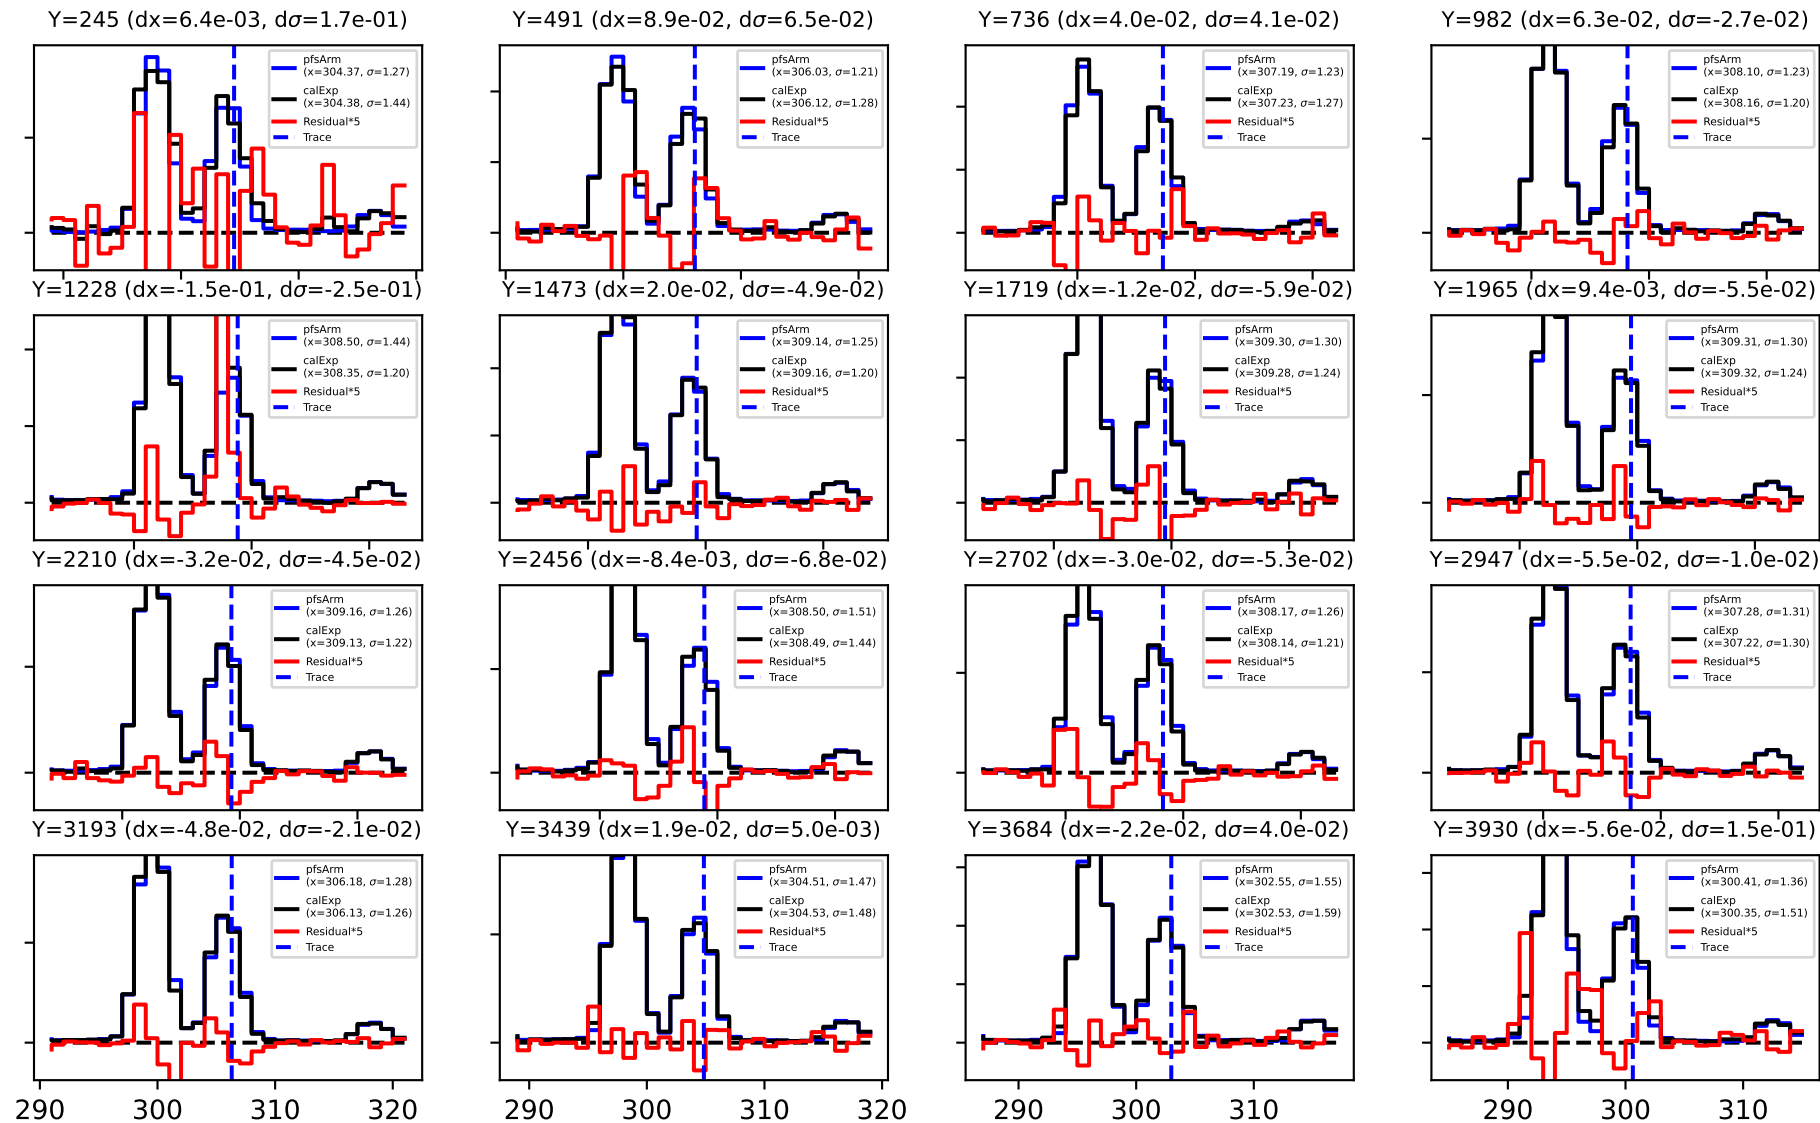 Y=245 (dx=6.4e-03, dσ=1.7e-01)
pfsArm
(x=304.37, σ=1.27)
calExp
(x=304.38, σ=1.44)
Residual*5
Trace
Y=491 (dx=8.9e-02, dσ=6.5e-02)
pfsArm
(x=306.03, σ=1.21)
calExp
(x=306.12, σ=1.28)
Residual*5
Trace
Y=736 (dx=4.0e-02, dσ=4.1e-02)
pfsArm
(x=307.19, σ=1.23)
calExp
(x=307.23, σ=1.27)
Residual*5
Trace
Y=982 (dx=6.3e-02, dσ=-2.7e-02)
pfsArm
(x=308.10, σ=1.23)
calExp
(x=308.16, σ=1.20)
Residual*5
Trace
Y=1228 (dx=-1.5e-01, dσ=-2.5e-01)
pfsArm
(x=308.50, σ=1.44)
calExp
(x=308.35, σ=1.20)
Residual*5
Trace
Y=1473 (dx=2.0e-02, dσ=-4.9e-02)
pfsArm
(x=309.14, σ=1.25)
calExp
(x=309.16, σ=1.20)
Residual*5
Trace
Y=1719 (dx=-1.2e-02, dσ=-5.9e-02)
pfsArm
(x=309.30, σ=1.30)
calExp
(x=309.28, σ=1.24)
Residual*5
Trace
Y=1965 (dx=9.4e-03, dσ=-5.5e-02)
pfsArm
(x=309.31, σ=1.30)
calExp
(x=309.32, σ=1.24)
Residual*5
Trace
Y=2210 (dx=-3.2e-02, dσ=-4.5e-02)
pfsArm
(x=309.16, σ=1.26)
calExp
(x=309.13, σ=1.22)
Residual*5
Trace
Y=2456 (dx=-8.4e-03, dσ=-6.8e-02)
pfsArm
(x=308.50, σ=1.51)
calExp
(x=308.49, σ=1.44)
Residual*5
Trace
Y=2702 (dx=-3.0e-02, dσ=-5.3e-02)
pfsArm
(x=308.17, σ=1.26)
calExp
(x=308.14, σ=1.21)
Residual*5
Trace
Y=2947 (dx=-5.5e-02, dσ=-1.0e-02)
pfsArm
(x=307.28, σ=1.31)
calExp
(x=307.22, σ=1.30)
Residual*5
Trace
Y=3193 (dx=-4.8e-02, dσ=-2.1e-02)
pfsArm
(x=306.18, σ=1.28)
calExp
(x=306.13, σ=1.26)
Residual*5
Trace
Y=3439 (dx=1.9e-02, dσ=5.0e-03)
pfsArm
(x=304.51, σ=1.47)
calExp
(x=304.53, σ=1.48)
Residual*5
Trace
Y=3684 (dx=-2.2e-02, dσ=4.0e-02)
pfsArm
(x=302.55, σ=1.55)
calExp
(x=302.53, σ=1.59)
Residual*5
Trace
Y=3930 (dx=-5.6e-02, dσ=1.5e-01)
pfsArm
(x=300.41, σ=1.36)
calExp
(x=300.35, σ=1.51)
Residual*5
Trace
290 300 310 320
290 300 310 320
290 300 310
290 300 310